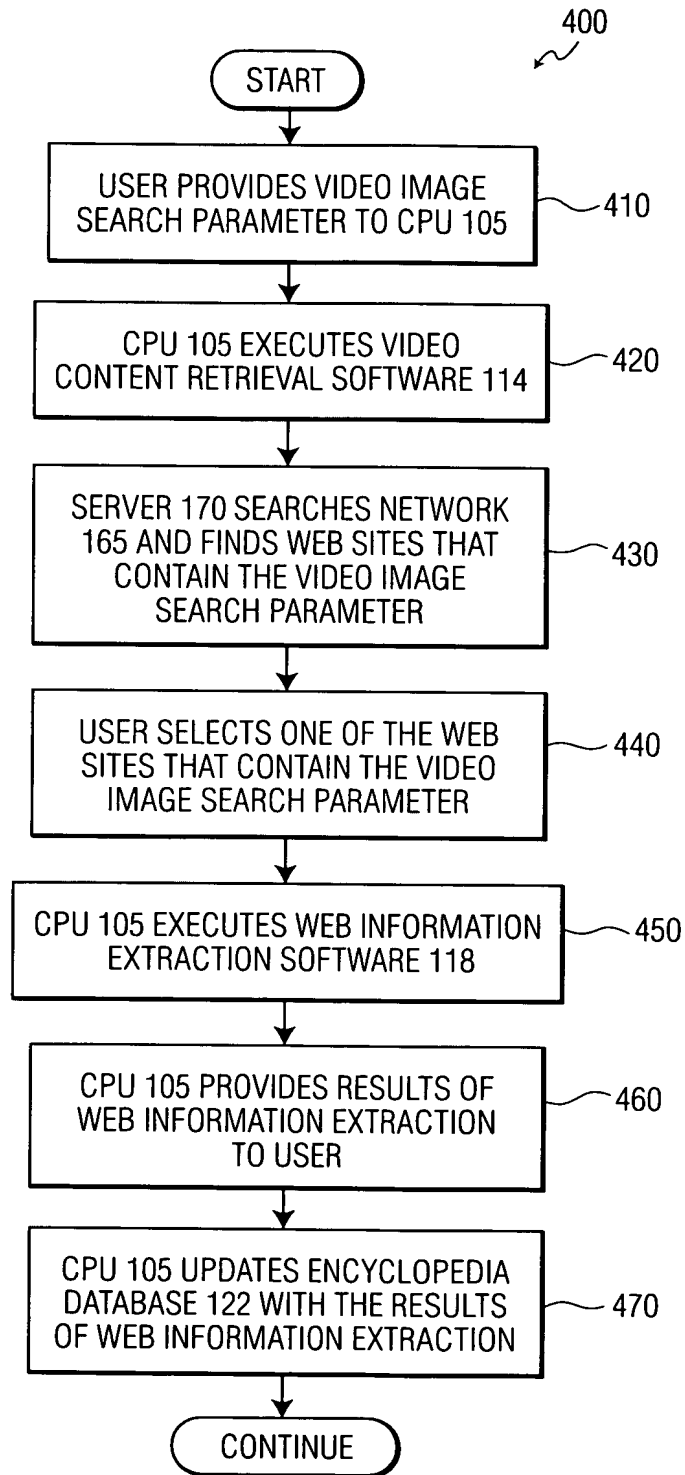 400
START
USER PROVIDES VIDEO IMAGE
SEARCH PARAMETER TO CPU 105
410
CPU 105 EXECUTES VIDEO
CONTENT RETRIEVAL SOFTWARE 114
420
SERVER 170 SEARCHES NETWORK
165 AND FINDS WEB SITES THAT
CONTAIN THE VIDEO IMAGE
SEARCH PARAMETER
430
USER SELECTS ONE OF THE WEB
SITES THAT CONTAIN THE VIDEO
IMAGE SEARCH PARAMETER
440
CPU 105 EXECUTES WEB INFORMATION
EXTRACTION SOFTWARE 118
450
CPU 105 PROVIDES RESULTS OF
WEB INFORMATION EXTRACTION
TO USER
460
CPU 105 UPDATES ENCYCLOPEDIA
DATABASE 122 WITH THE RESULTS
OF WEB INFORMATION EXTRACTION
470
CONTINUE